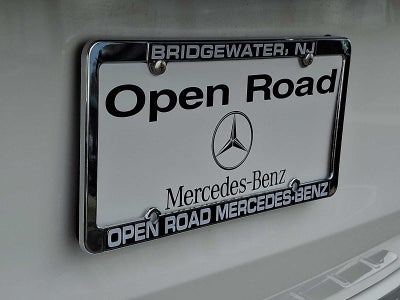 BRIDGEWATER, NJ
Open Road
Mercedes-Benz
OPEN ROAD MERCEDES-BENZ